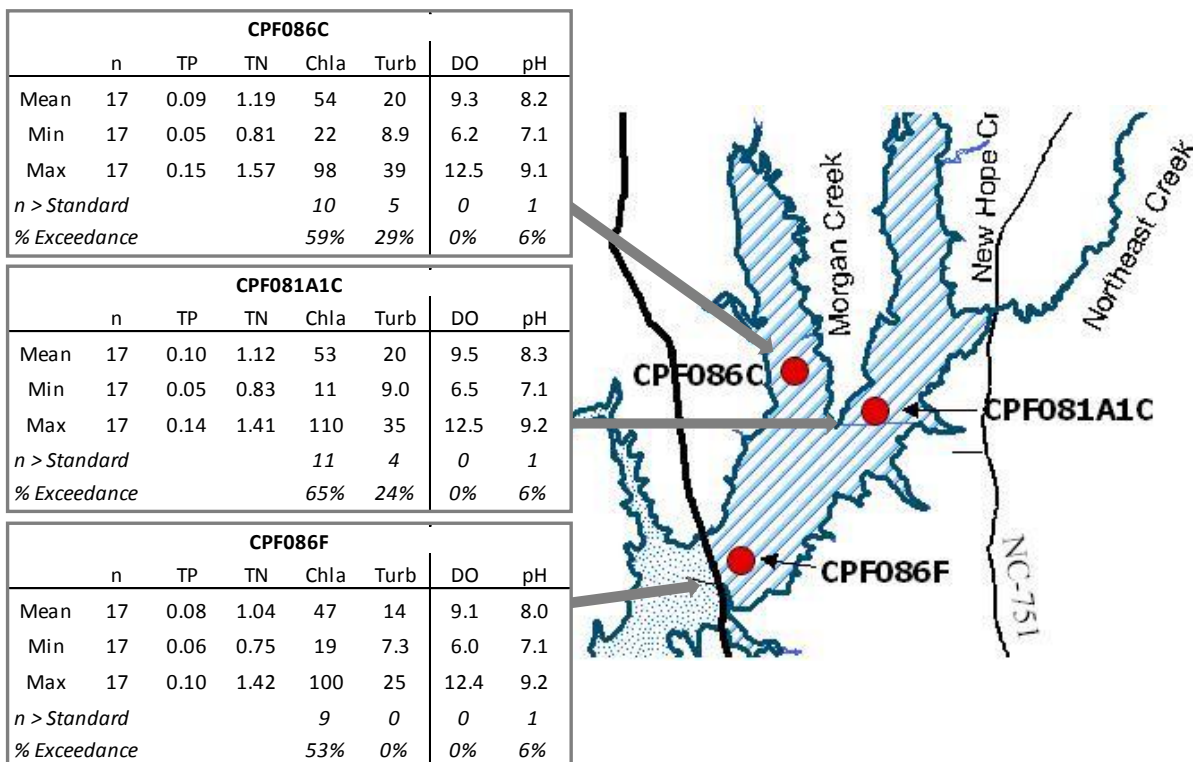 CPF086C
n TP TN Chla Turb DO pH
Mean 17 0.09 1.19 54 20 9.3 8.2
Min 17 0.05 0.81 22 8.9 6.2 7.1
Max 17 0.15 1.57 98 39 12.5 9.1
n > Standard 10 5 0 1
% Exceedance 59% 29% 0% 6%
CPF081A1C
n TP TN Chla Turb DO pH
Mean 17 0.10 1.12 53 20 9.5 8.3
Min 17 0.05 0.83 11 9.0 6.5 7.1
Max 17 0.14 1.41 110 35 12.5 9.2
n > Standard 11 4 0 1
% Exceedance 65% 24% 0% 6%
CPF086F
n TP TN Chla Turb DO pH
Mean 17 0.08 1.04 47 14 9.1 8.0
Min 17 0.06 0.75 19 7.3 6.0 7.1
Max 17 0.10 1.42 100 25 12.4 9.2
n > Standard 9 0 0 1
% Exceedance 53% 0% 0% 6%
Morgan Creek
New Hope Cr
Northeast Creek
CPF086C
CPF081A1C
CPF086F
NC-751